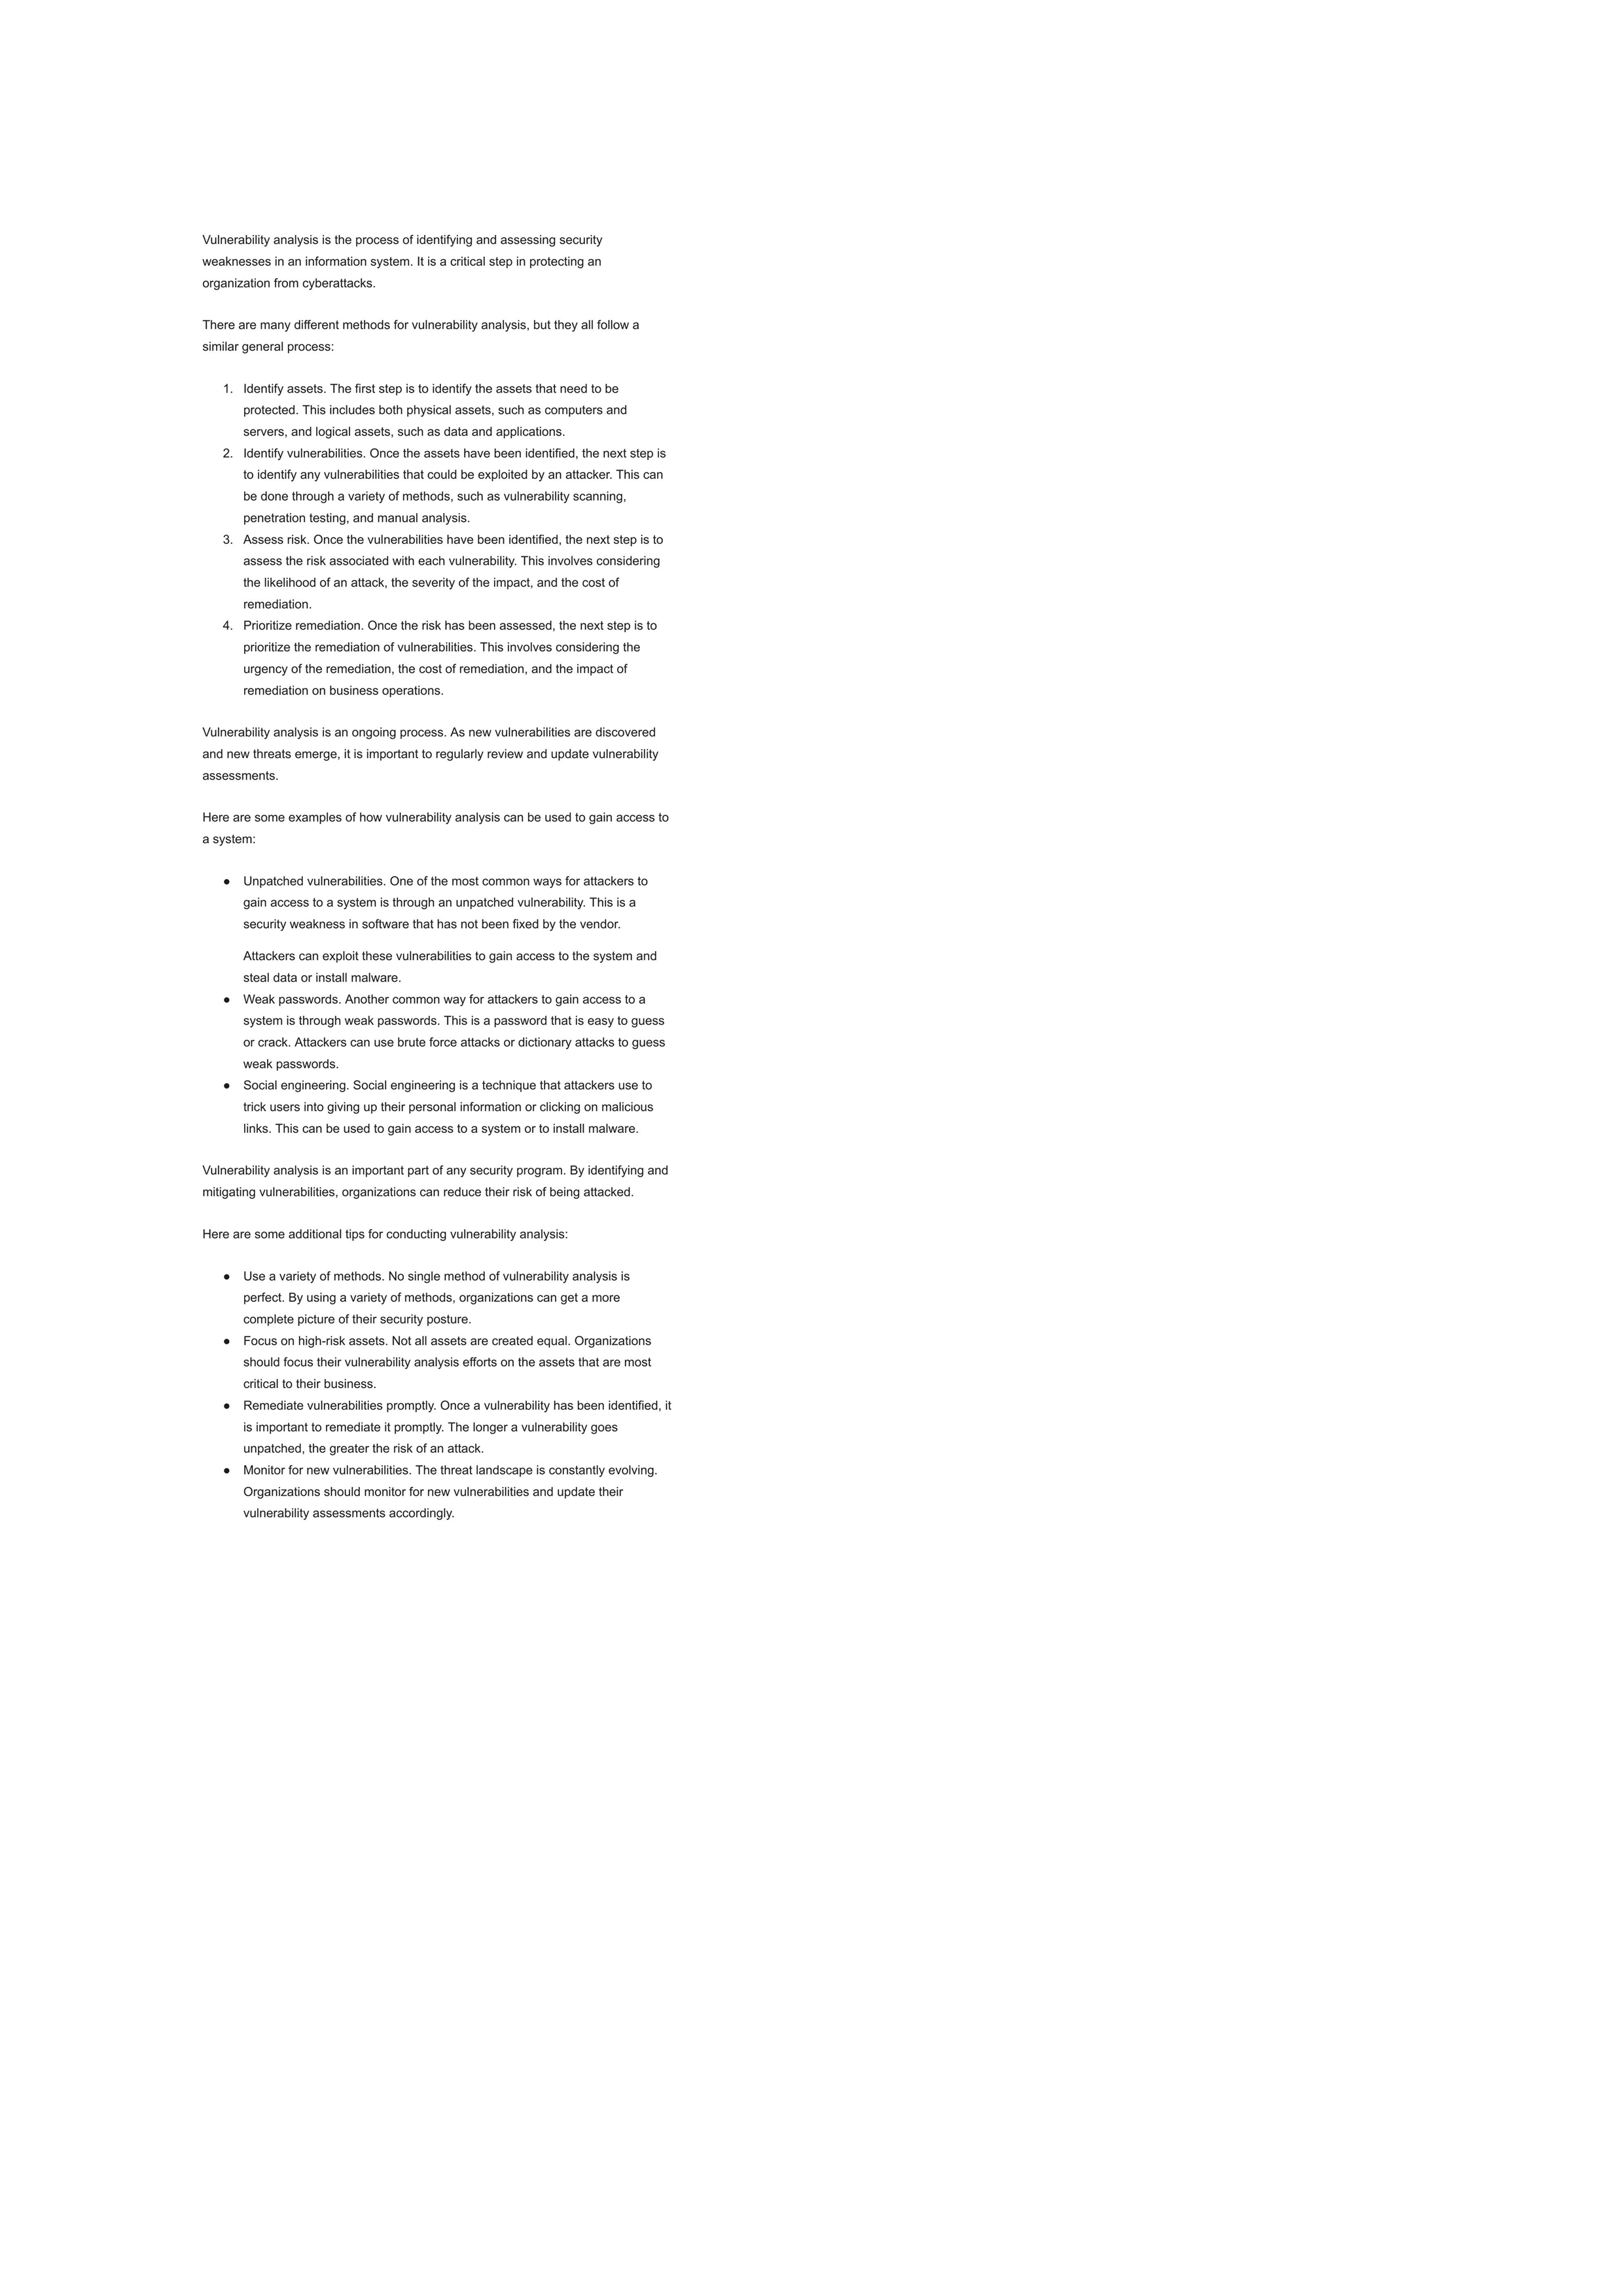 Vulnerability analysis is the process of identifying and assessing security
weaknesses in an information system. It is a critical step in protecting an
organization from cyberattacks.
There are many different methods for vulnerability analysis, but they all follow a
similar general process:
1. Identify assets. The first step is to identify the assets that need to be
protected. This includes both physical assets, such as computers and
servers, and logical assets, such as data and applications.
2. Identify vulnerabilities. Once the assets have been identified, the next step is
to identify any vulnerabilities that could be exploited by an attacker. This can
be done through a variety of methods, such as vulnerability scanning,
penetration testing, and manual analysis.
3. Assess risk. Once the vulnerabilities have been identified, the next step is to
assess the risk associated with each vulnerability. This involves considering
the likelihood of an attack, the severity of the impact, and the cost of
remediation.
4. Prioritize remediation. Once the risk has been assessed, the next step is to
prioritize the remediation of vulnerabilities. This involves considering the
urgency of the remediation, the cost of remediation, and the impact of
remediation on business operations.
Vulnerability analysis is an ongoing process. As new vulnerabilities are discovered
and new threats emerge, it is important to regularly review and update vulnerability
assessments.
Here are some examples of how vulnerability analysis can be used to gain access to
a system:
● Unpatched vulnerabilities. One of the most common ways for attackers to
gain access to a system is through an unpatched vulnerability. This is a
security weakness in software that has not been fixed by the vendor.
Attackers can exploit these vulnerabilities to gain access to the system and
steal data or install malware.
● Weak passwords. Another common way for attackers to gain access to a
system is through weak passwords. This is a password that is easy to guess
or crack. Attackers can use brute force attacks or dictionary attacks to guess
weak passwords.
● Social engineering. Social engineering is a technique that attackers use to
trick users into giving up their personal information or clicking on malicious
links. This can be used to gain access to a system or to install malware.
Vulnerability analysis is an important part of any security program. By identifying and
mitigating vulnerabilities, organizations can reduce their risk of being attacked.
Here are some additional tips for conducting vulnerability analysis:
● Use a variety of methods. No single method of vulnerability analysis is
perfect. By using a variety of methods, organizations can get a more
complete picture of their security posture.
● Focus on high-risk assets. Not all assets are created equal. Organizations
should focus their vulnerability analysis efforts on the assets that are most
critical to their business.
● Remediate vulnerabilities promptly. Once a vulnerability has been identified, it
is important to remediate it promptly. The longer a vulnerability goes
unpatched, the greater the risk of an attack.
● Monitor for new vulnerabilities. The threat landscape is constantly evolving.
Organizations should monitor for new vulnerabilities and update their
vulnerability assessments accordingly.